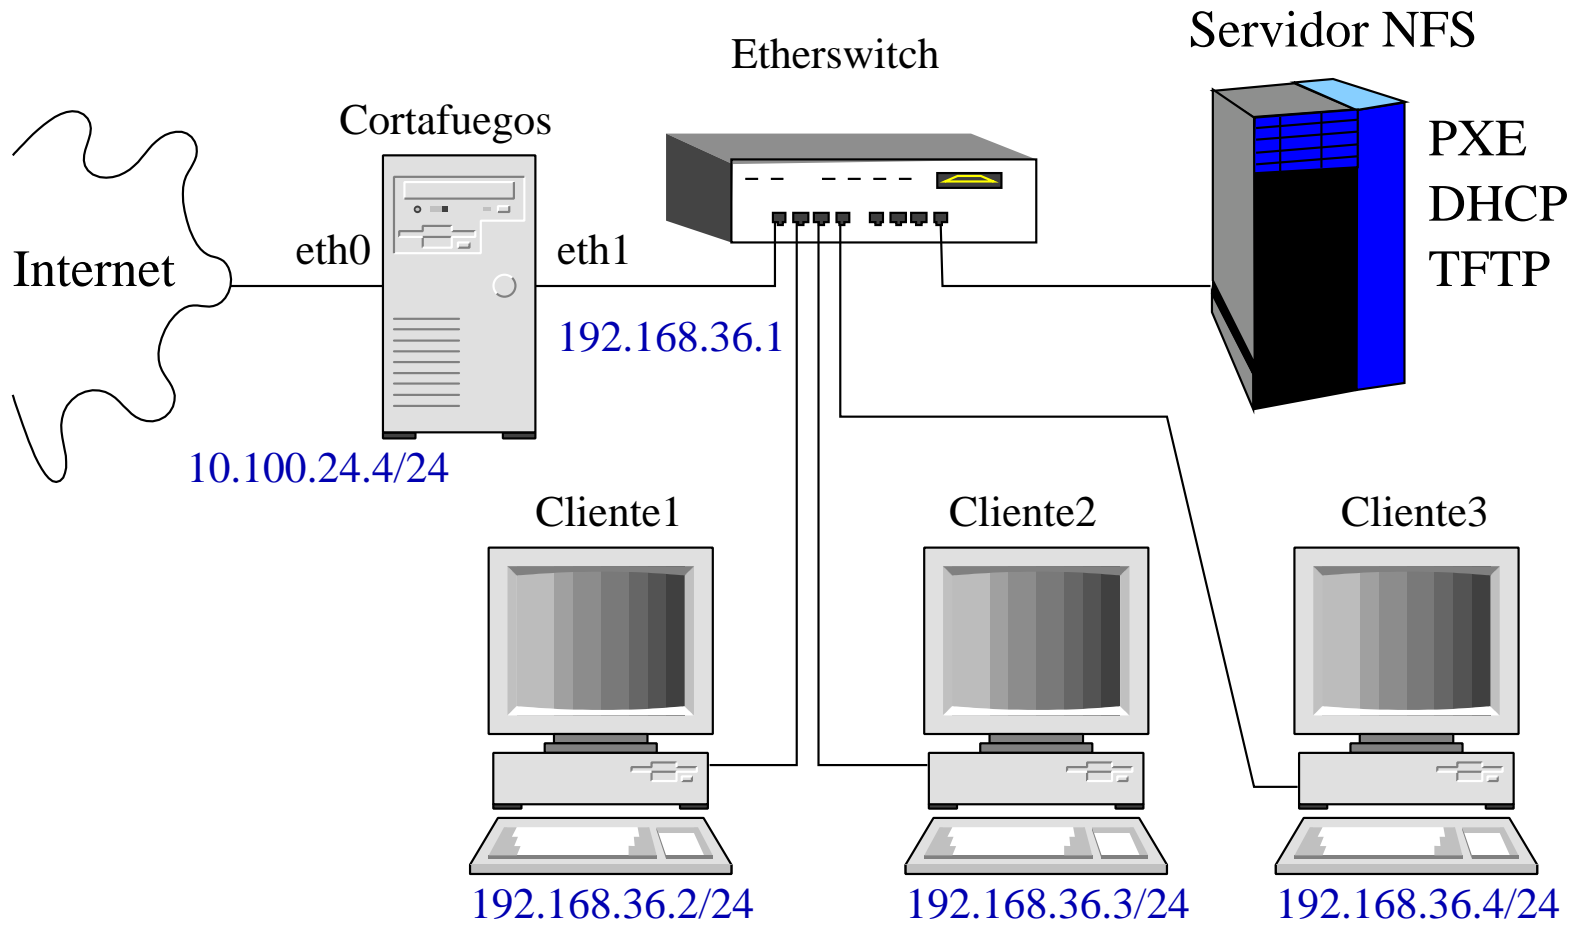 Servidor NFS
Etherswitch
Cortafuegos
PXE
DHCP
TFTP
Internet
eth0
eth1
192.168.36.1
10.100.24.4/24
Cliente1
Cliente2
Cliente3
192.168.36.2/24
192.168.36.3/24
192.168.36.4/24